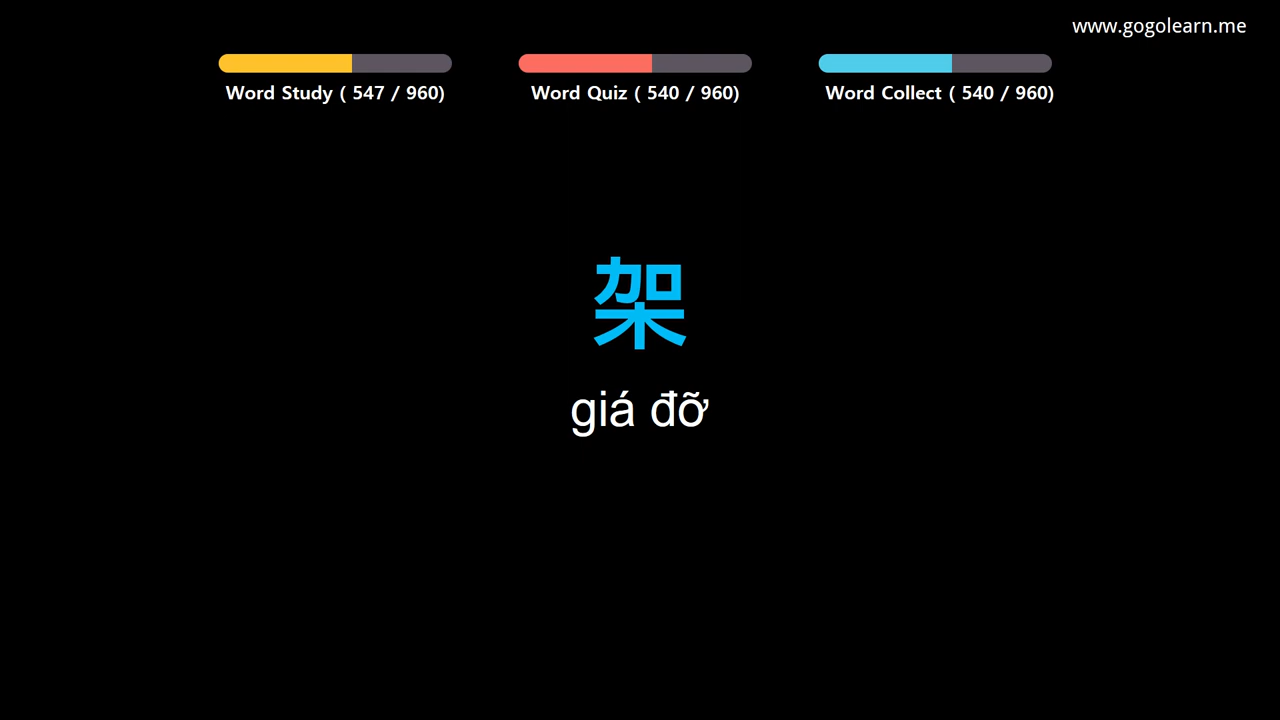 www.gogolearn.me
Word Study ( 547 / 960)
Word Quiz ( 540 / 960)
Word Collect ( 540 / 960)
架
giá đỡ